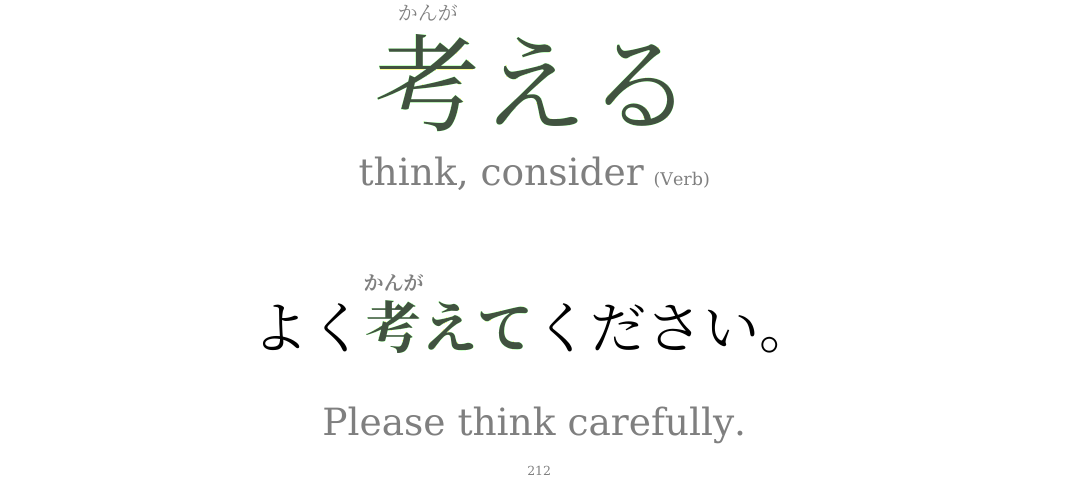 かんが
考える
think, consider (Verb)
かんが
よく考えてください。
Please think carefully.
212